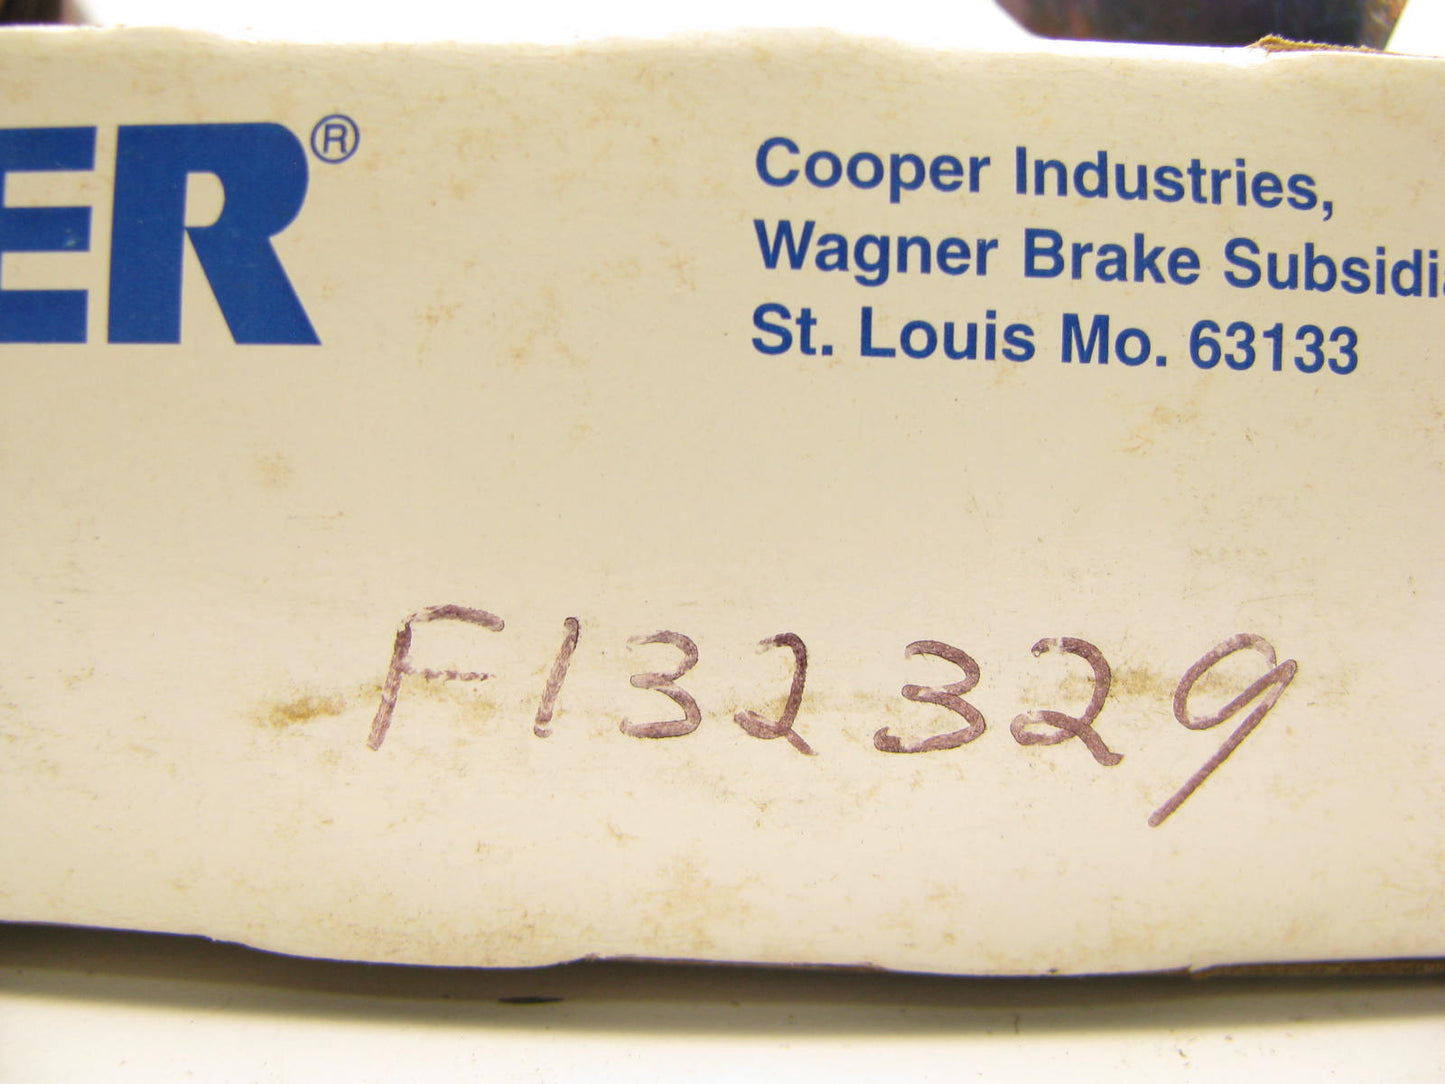 ER®
Cooper Industries,
Wagner Brake Subsidi
St. Louis Mo. 63133
F132329